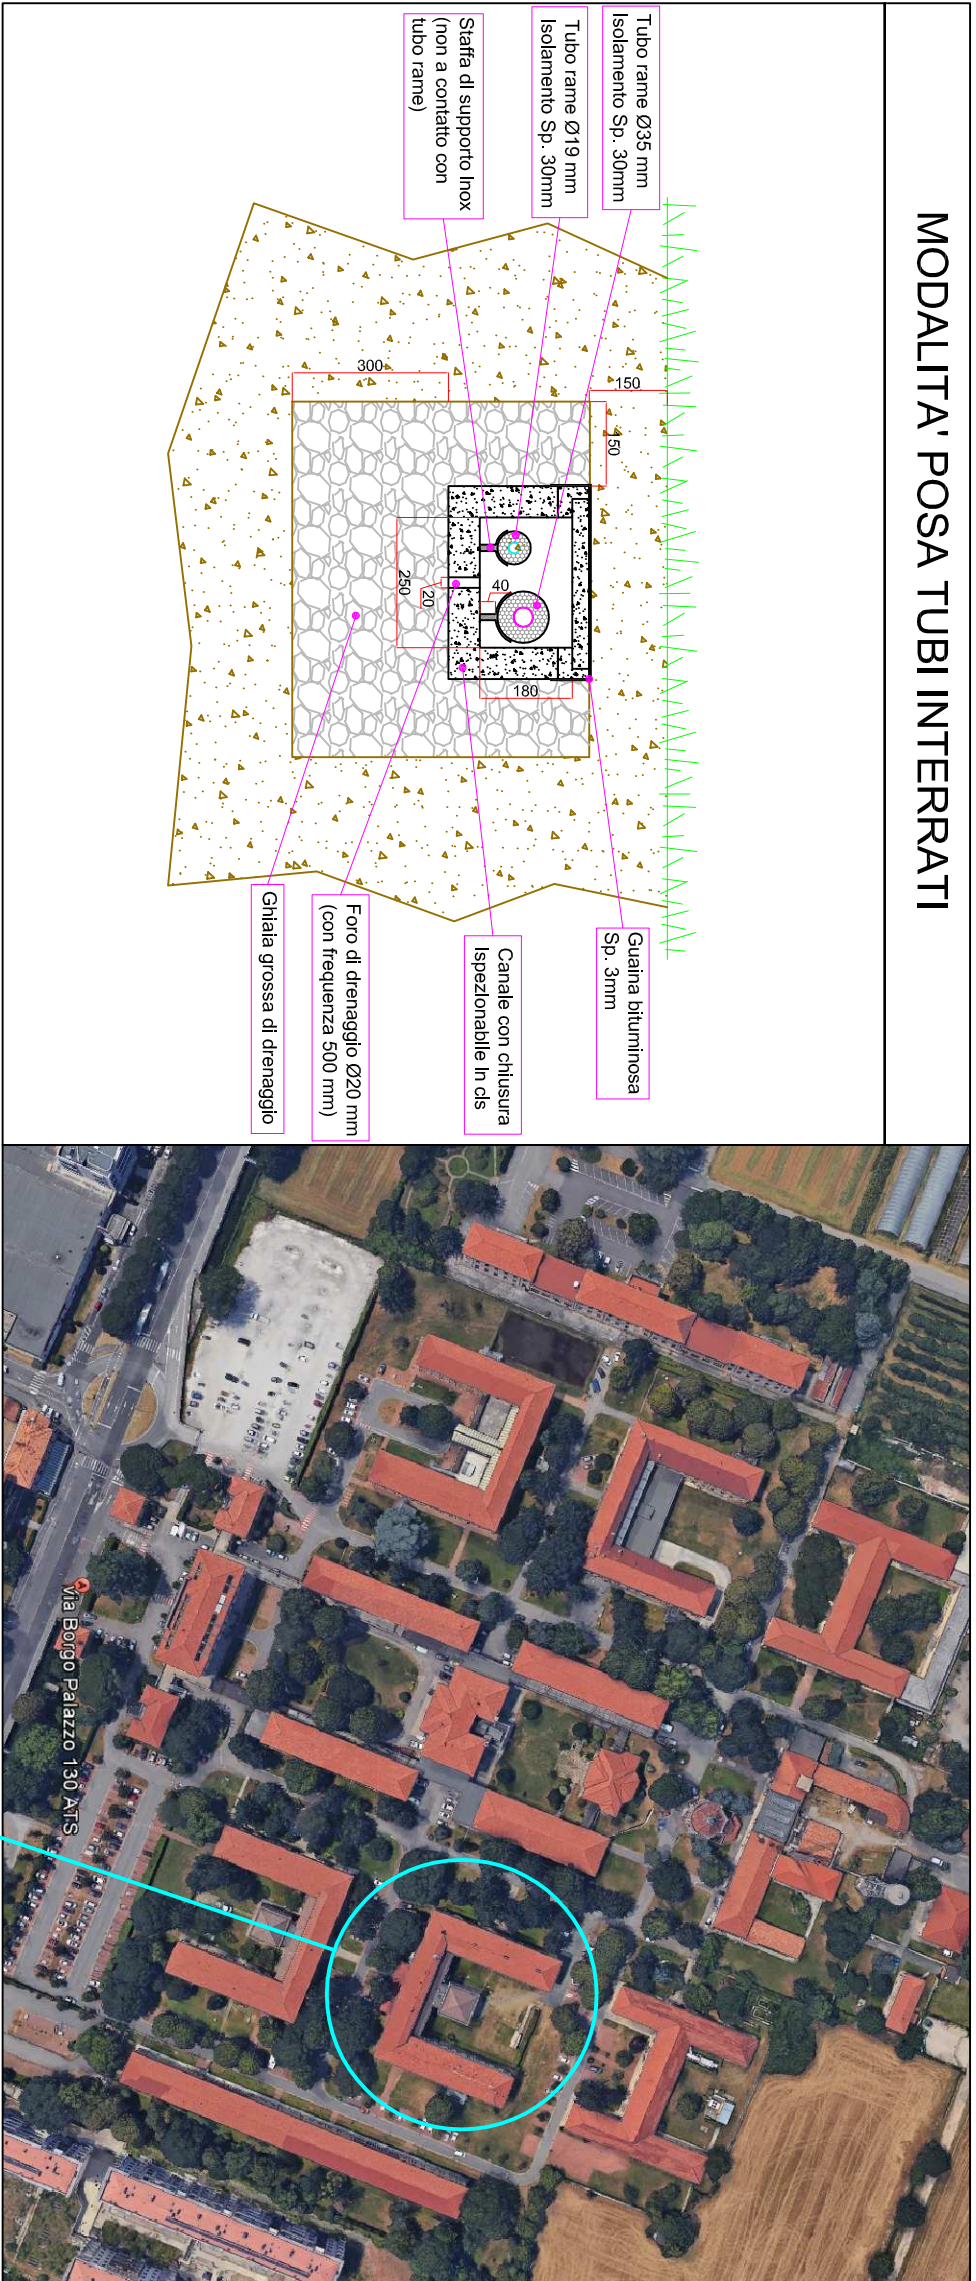 MODALITA' POSA TUBI INTERRATI
Tubo rame Ø35 mm
Isolamento Sp. 30mm
Tubo rame Ø19 mm
Isolamento Sp. 30mm
Staffa di supporto Inox
(non a contatto con
tubo rame)
150
150
300
40
20
250
180
Guaina bituminosa
Sp. 3mm
Canale con chiusura
Ispezionabile In cls
Foro di drenaggio Ø20 mm
(con frequenza 500 mm)
Ghiaia grossa di drenaggio
Via Borgo Palazzo 130 ATS